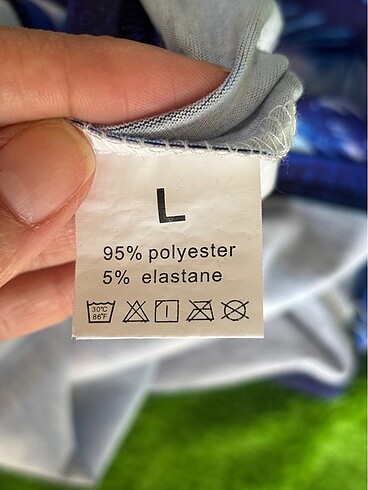 L
95% polyester
5% elastane
30°C
86°F